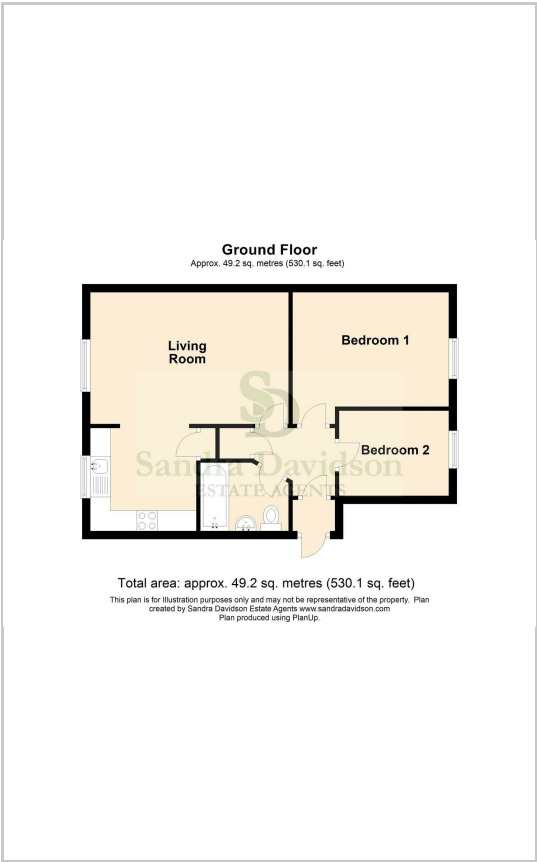 Ground Floor
Approx. 49.2 sq. metres (530.1 sq. feet)
Living
Room
Bedroom 1
Bedroom 2
SD
Sandra Davidson
ESTATE AGENTS
Total area: approx. 49.2 sq. metres (530.1 sq. feet)
This plan is for Illustration purposes only and may not be representative of the property. Plan
created by Sandra Davidson Estate Agents www.sandradavidson.com
Plan produced using PlanUp.